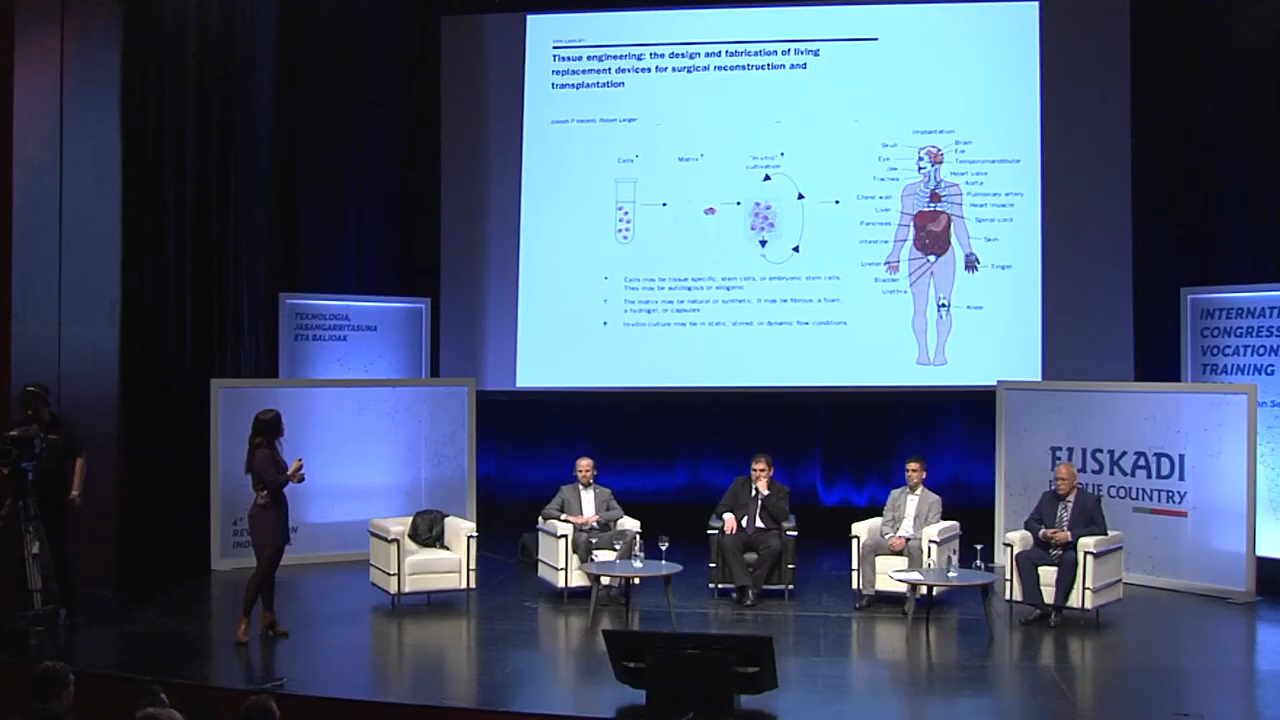 Tissue engineering: the design and fabrication of living
replacement devices for surgical reconstruction and
transplantation
Joseph P Vacanti, Robert Langer
Cells *
Matrix †
"In-vitro" †
cultivation
Implantation
Skull
Eye
Jaw
Trachea
Chest wall
Liver
Pancreas
Intestine
Ureter
Bladder
Urethra
Brain
Ear
Temporomandibular
Heart valve
Aorta
Pulmonary artery
Heart muscle
Spinal cord
Skin
Finger
Knee
* Cells may be tissue specific, stem cells, or embryonic stem cells.
They may be autologous or allogenic
† The matrix may be natural or synthetic. It may be fibrous, a foam,
a hydrogel, or capsules
† In-vitro culture may be in static, stirred, or dynamic flow conditions
TEKNOLOGIA,
JASANGARRITASUNA
ETA BALIOAK
4ª
INTERNATI
CONGRESS
VOCATION
TRAINING
EUSKADI
COUNTRY